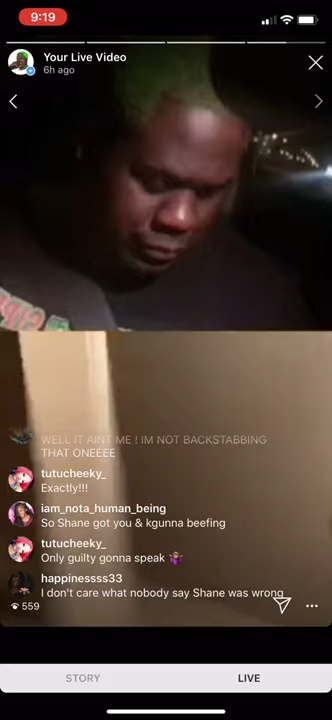 9:19
Your Live Video
6h ago
WELL IT AINT ME ! IM NOT BACKSTABBING
THAT ONEEEE
tutucheeky_
Exactly!!!
iam_nota_human_being
So Shane got you & kgunna beefing
tutucheeky_
Only guilty gonna speak 🤷🏾‍♀️
happinessss33
I don't care what nobody say Shane was wrong
559
STORY LIVE